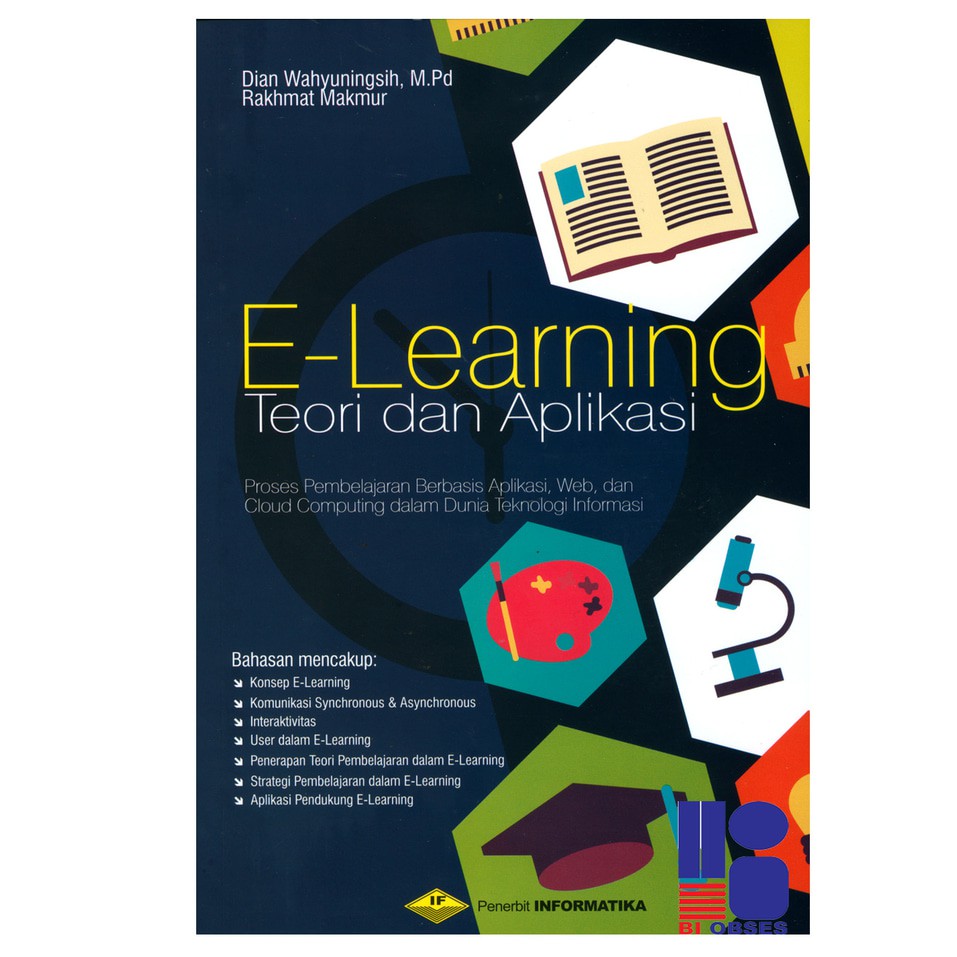 Dian Wahyuningsih, M.Pd
Rakhmat Makmur
E-Learning
Teori dan Aplikasi
Proses Pembelajaran Berbasis Aplikasi, Web, dan
Cloud Computing dalam Dunia Teknologi Informasi
Bahasan mencakup:
Konsep E-Learning
Komunikasi Synchronous & Asynchronous
Interaktivitas
User dalam E-Learning
Penerapan Teori Pembelajaran dalam E-Learning
Strategi Pembelajaran dalam E-Learning
Aplikasi Pendukung E-Learning
IF
Penerbit INFORMATIKA
BI OBSES